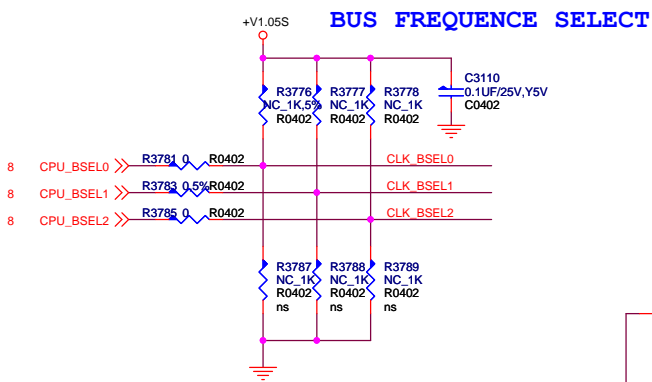 +V1.05S
BUS FREQUENCE SELECT
R3776
NC_1K,5%
R0402
R3777
NC_1K
R0402
R3778
NC_1K
R0402
C3110
0.1UF/25V,Y5V
C0402
8 CPU_BSEL0 R3781 0 R0402 CLK_BSEL0
8 CPU_BSEL1 R3783 0,5% R0402 CLK_BSEL1
8 CPU_BSEL2 R3785 0 R0402 CLK_BSEL2
R3787
NC_1K
R0402
ns
R3788
NC_1K
R0402
ns
R3789
NC_1K
R0402
ns